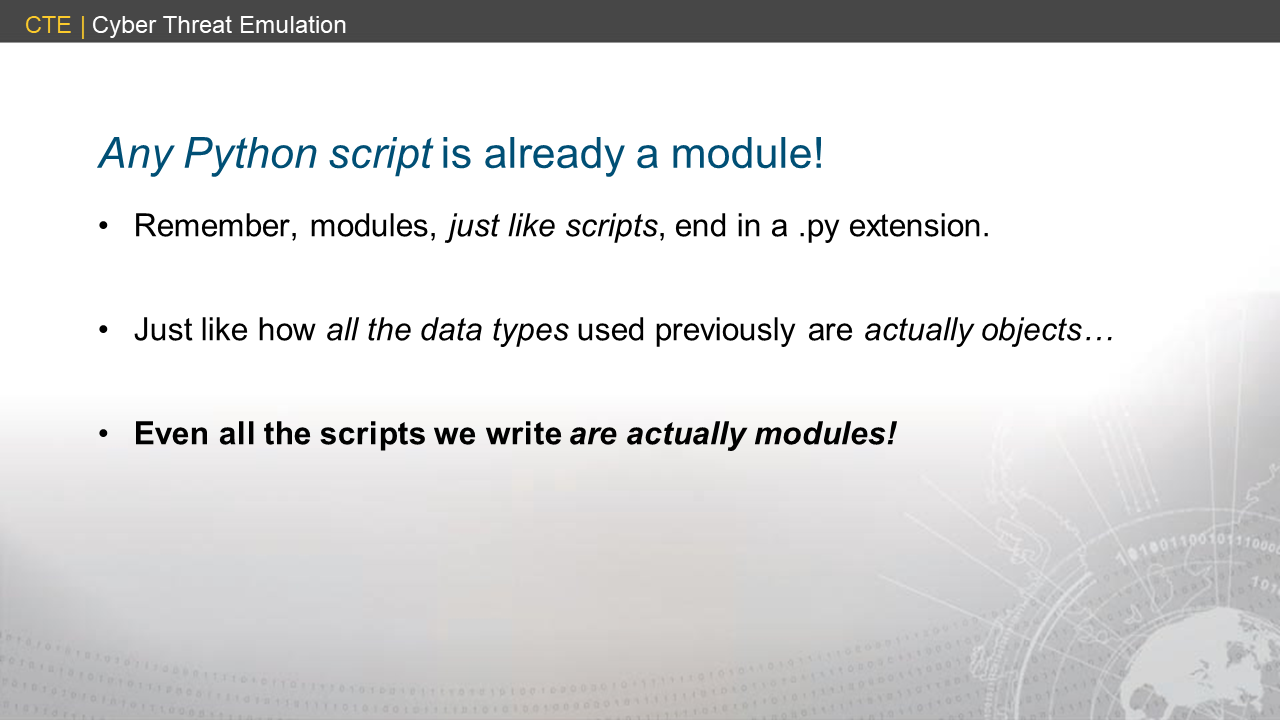 CTE | Cyber Threat Emulation
Any Python script is already a module!
• Remember, modules, just like scripts, end in a .py extension.
• Just like how all the data types used previously are actually objects…
• Even all the scripts we write are actually modules!